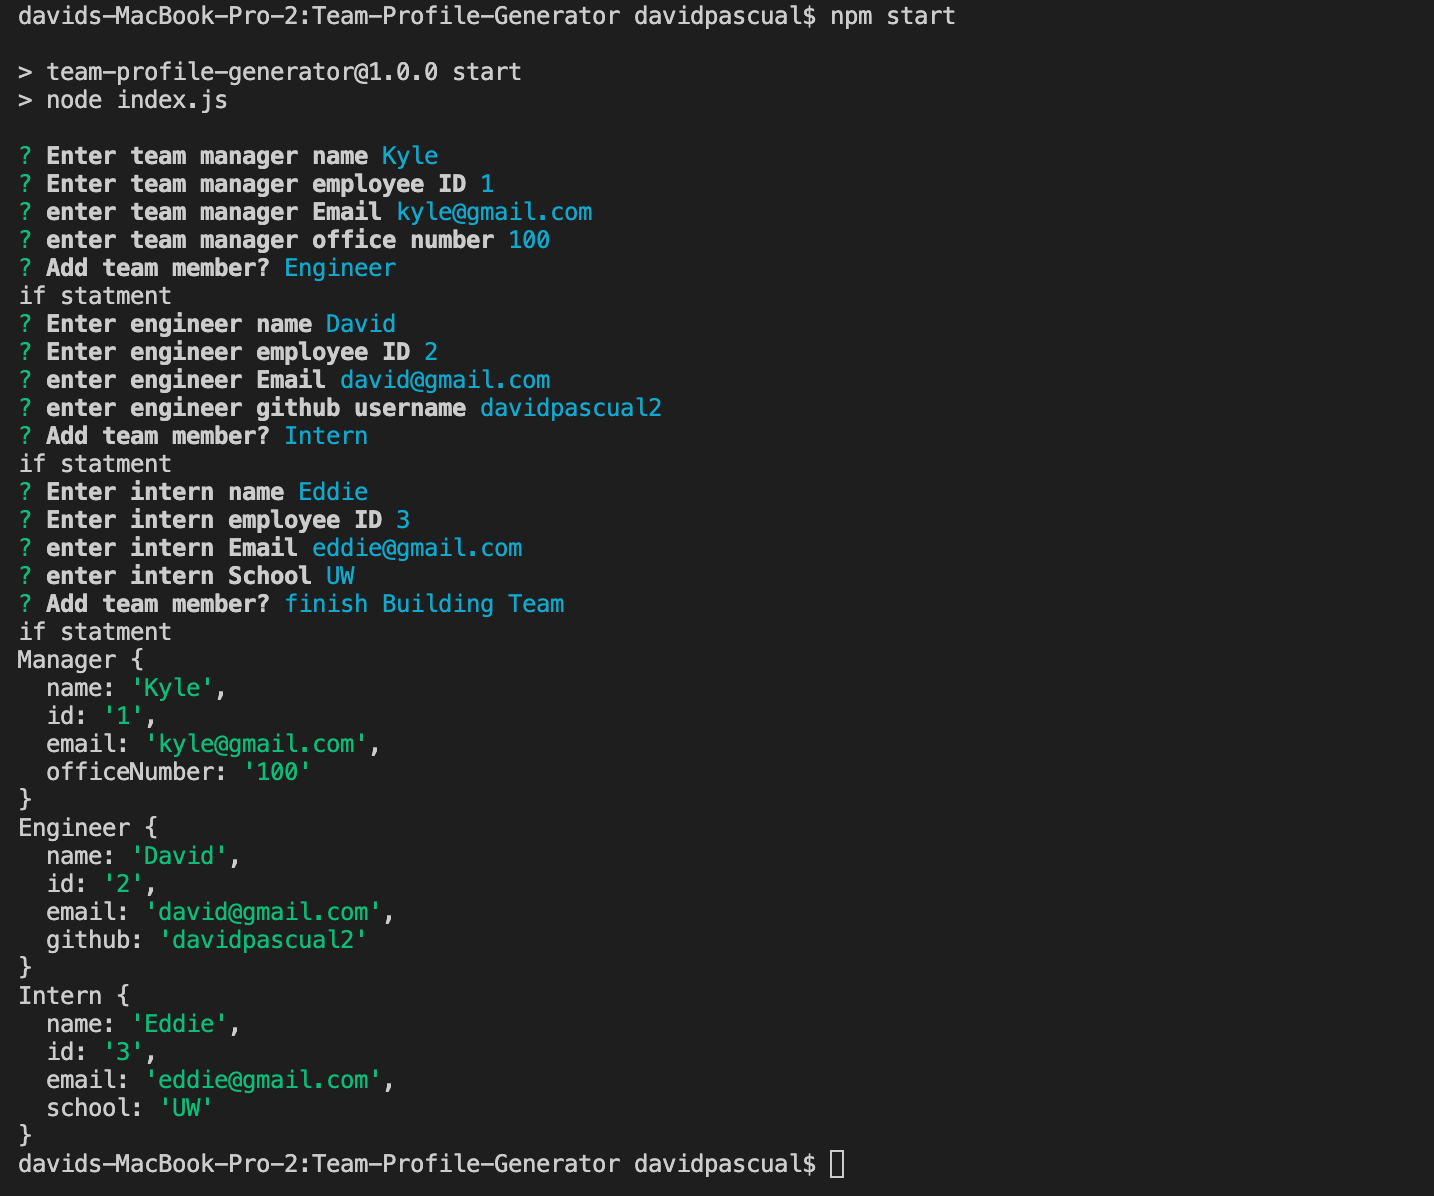 davids-MacBook-Pro-2:Team-Profile-Generator davidpascual$ npm start
> team-profile-generator@1.0.0 start
> node index.js
? Enter team manager name Kyle
? Enter team manager employee ID 1
? enter team manager Email kyle@gmail.com
? enter team manager office number 100
? Add team member? Engineer
if statment
? Enter engineer name David
? Enter engineer employee ID 2
? enter engineer Email david@gmail.com
? enter engineer github username davidpascual2
? Add team member? Intern
if statment
? Enter intern name Eddie
? Enter intern employee ID 3
? enter intern Email eddie@gmail.com
? enter intern School UW
? Add team member? finish Building Team
if statment
Manager {
  name: 'Kyle',
  id: '1',
  email: 'kyle@gmail.com',
  officeNumber: '100'
}
Engineer {
  name: 'David',
  id: '2',
  email: 'david@gmail.com',
  github: 'davidpascual2'
}
Intern {
  name: 'Eddie',
  id: '3',
  email: 'eddie@gmail.com',
  school: 'UW'
}
davids-MacBook-Pro-2:Team-Profile-Generator davidpascual$